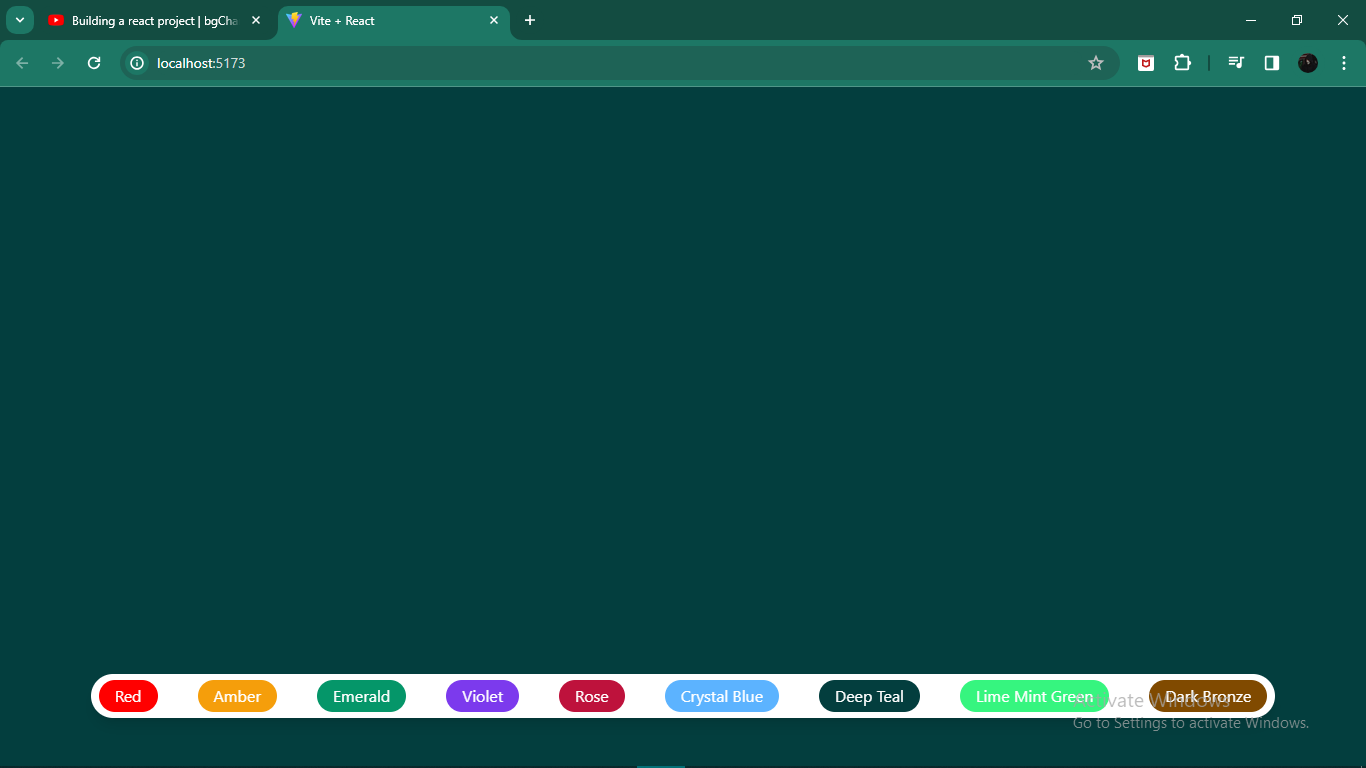 Building a react project | bgCha
Vite + React
localhost:5173
Red
Amber
Emerald
Violet
Rose
Crystal Blue
Deep Teal
Lime Mint Green
Dark Bronze
Activate Windows
Go to Settings to activate Windows.